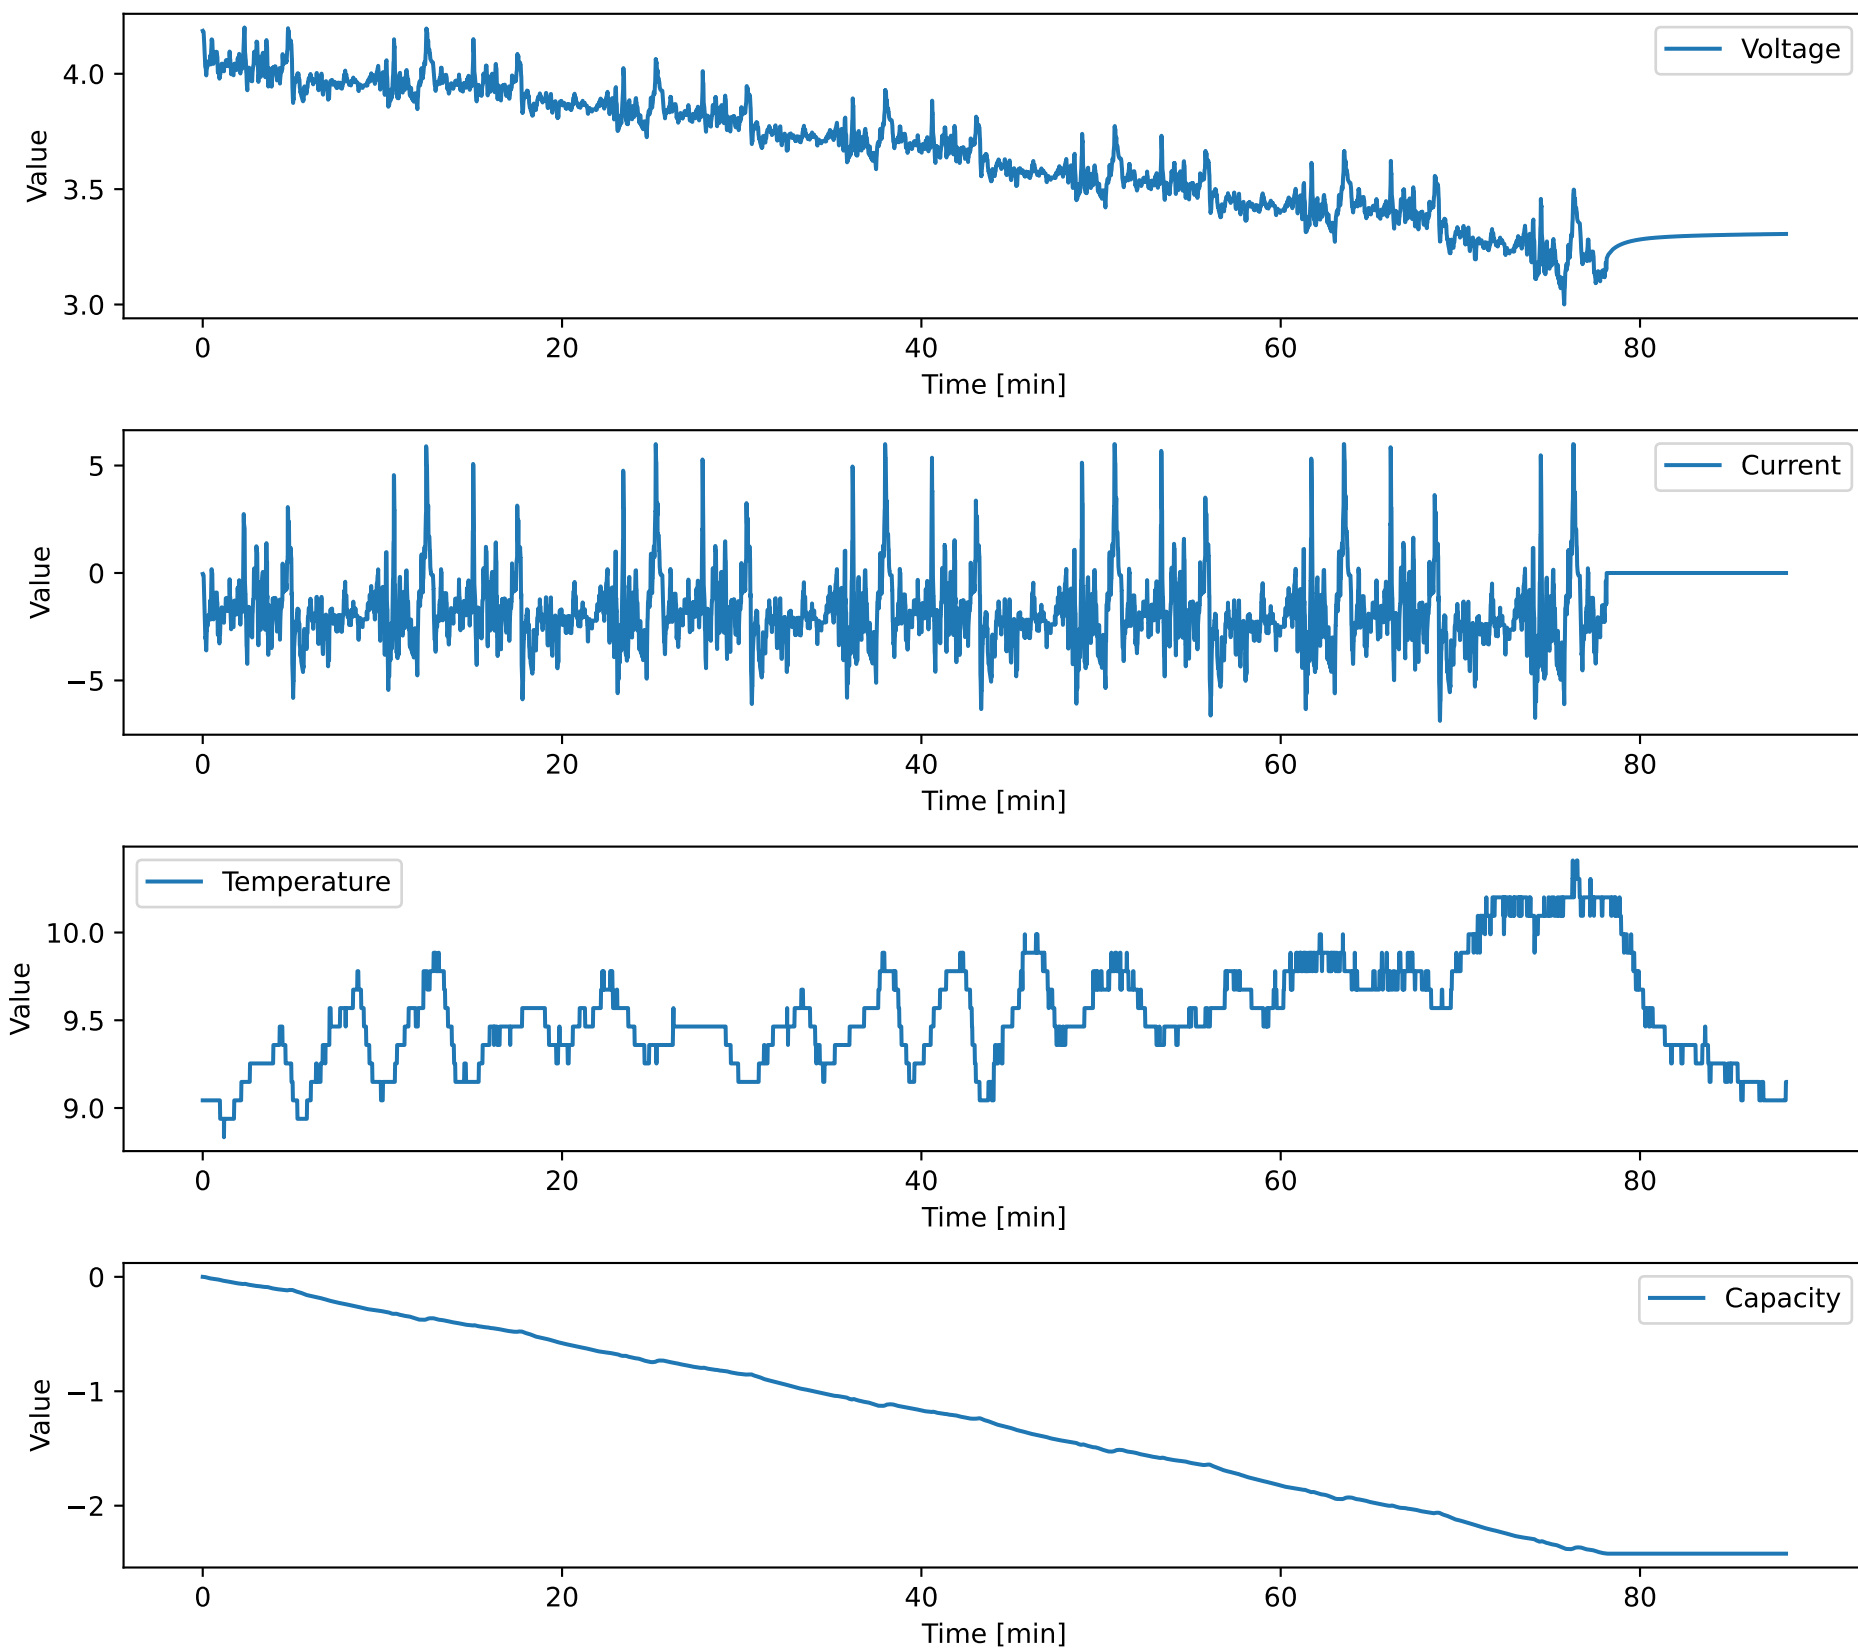 Voltage
Value
4.0
3.5
3.0
0 20 40 60 80
Time [min]
Current
Value
5
0
−5
0 20 40 60 80
Time [min]
Temperature
Value
10.0
9.5
9.0
0 20 40 60 80
Time [min]
Capacity
Value
0
−1
−2
0 20 40 60 80
Time [min]